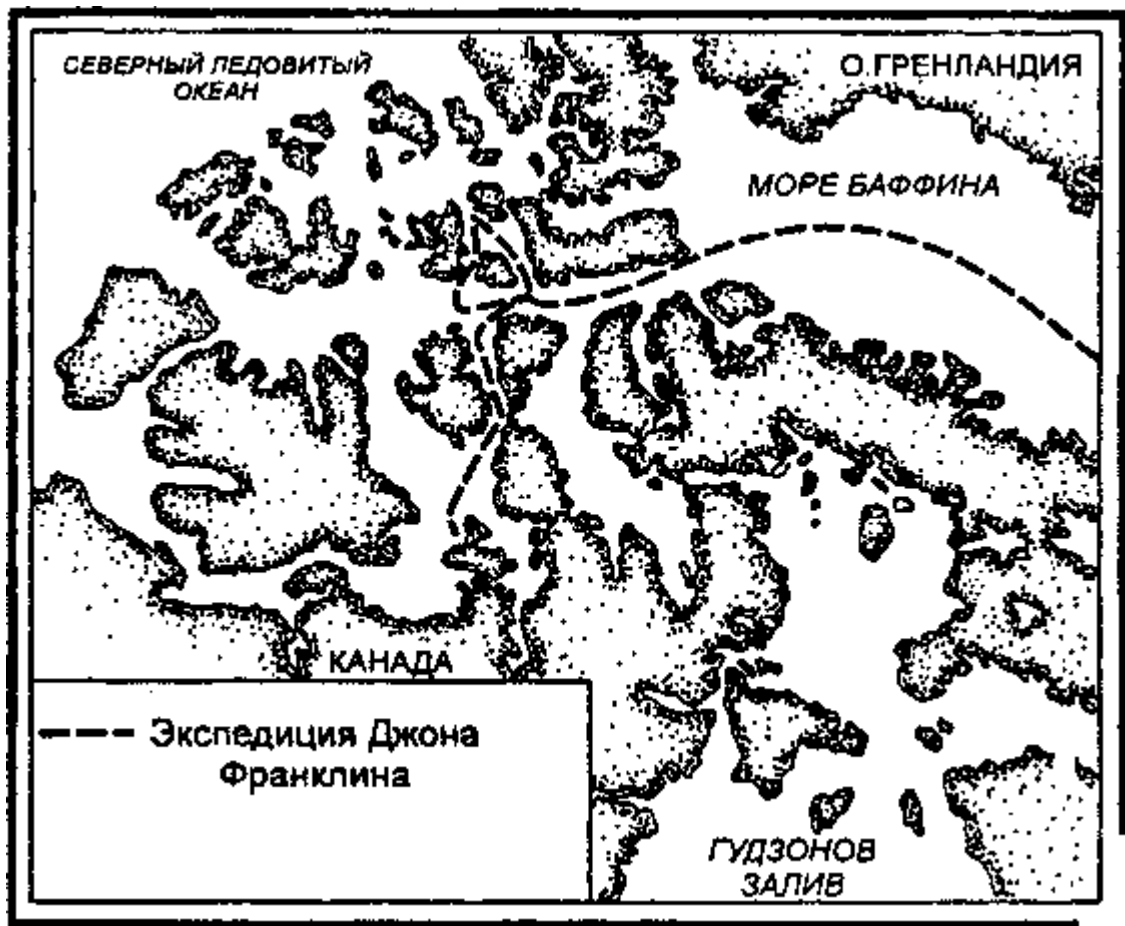 СЕВЕРНЫЙ ЛЕДОВИТЫЙ
ОКЕАН
О.ГРЕНЛАНДИЯ
МОРЕ БАФФИНА
КАНАДА
Экспедиция Джона
Франклина
ГУДЗОНОВ
ЗАЛИВ